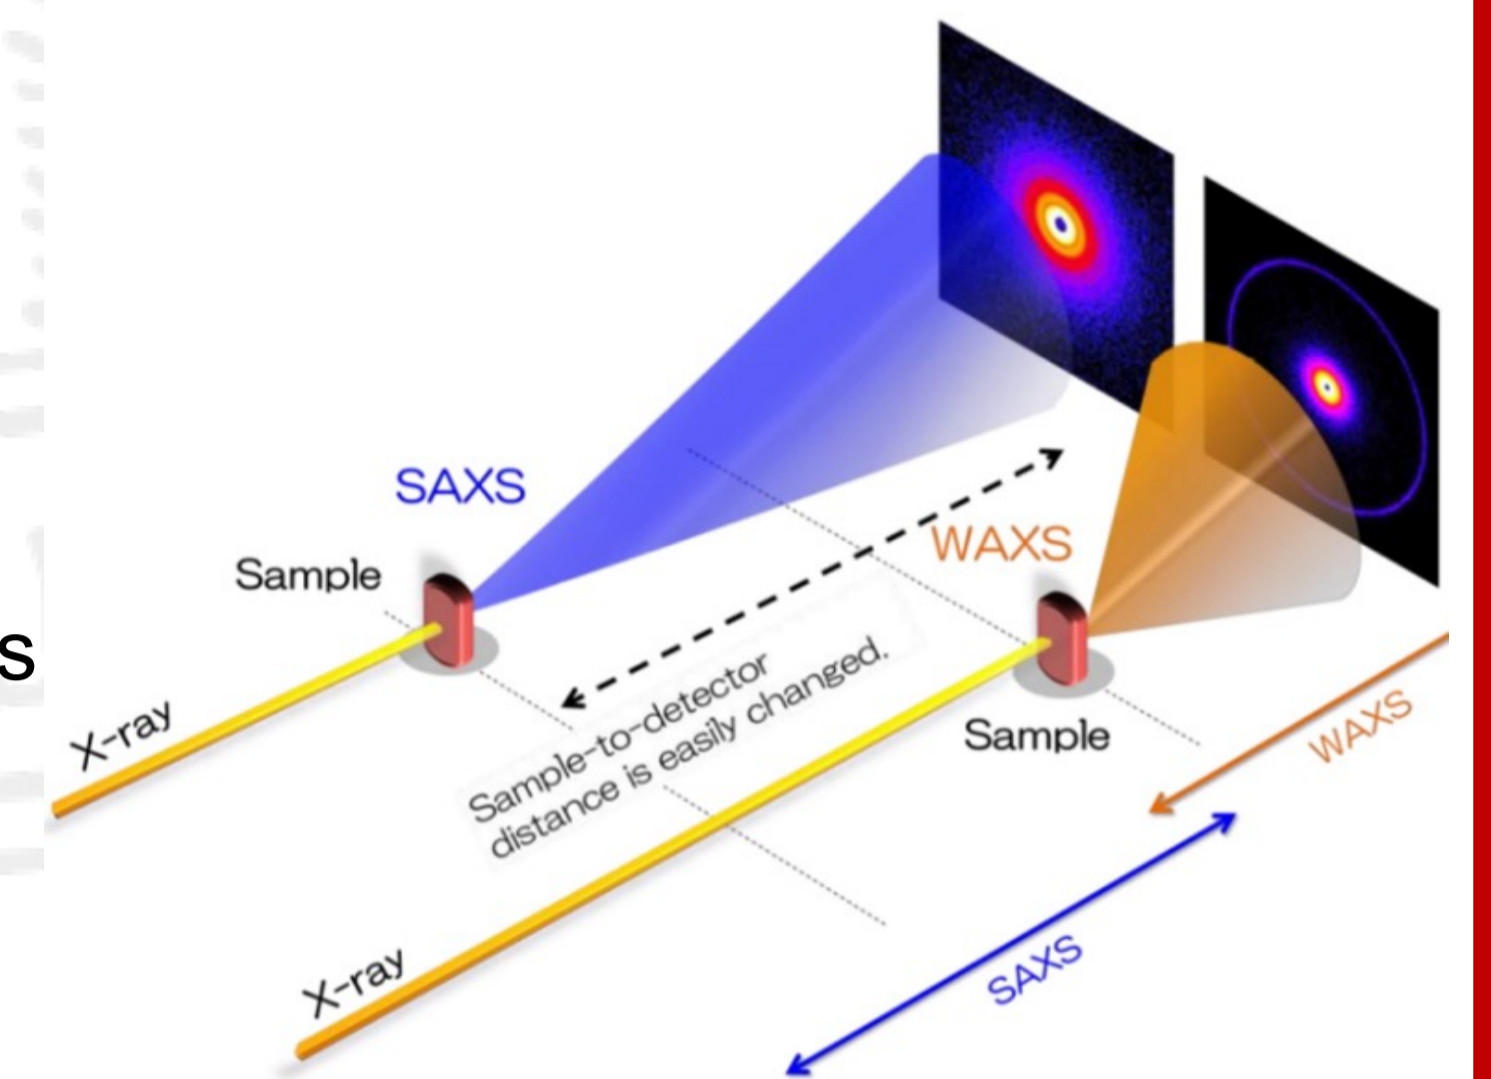 SAXS
Sample
WAXS
s
X-ray
Sample-to-detector
distance is easily changed.
Sample
WAXS
X-ray
SAXS